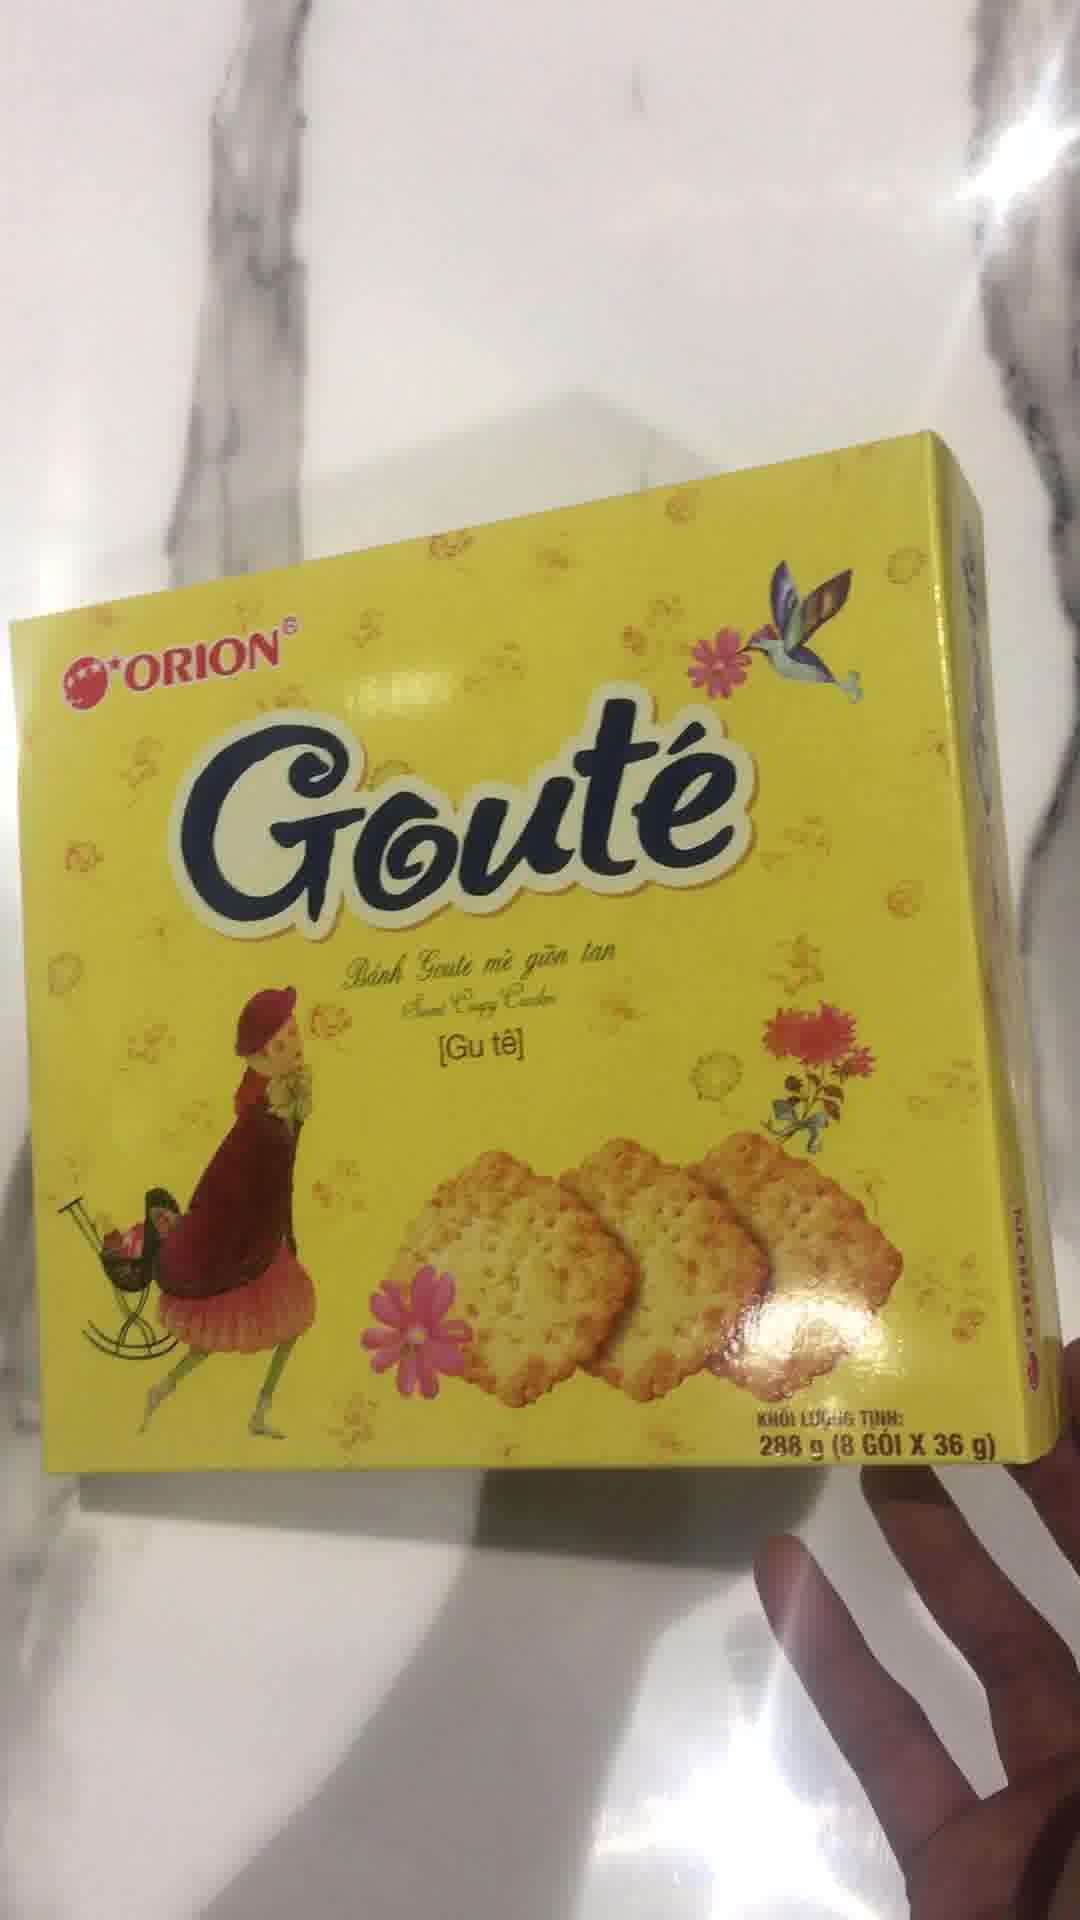 ORION
Gouté
Bánh Goute mè giòn tan
[Gu tê]
KHỐI LƯỢNG TỊNH:
288 g (8 GÓI X 36 g)